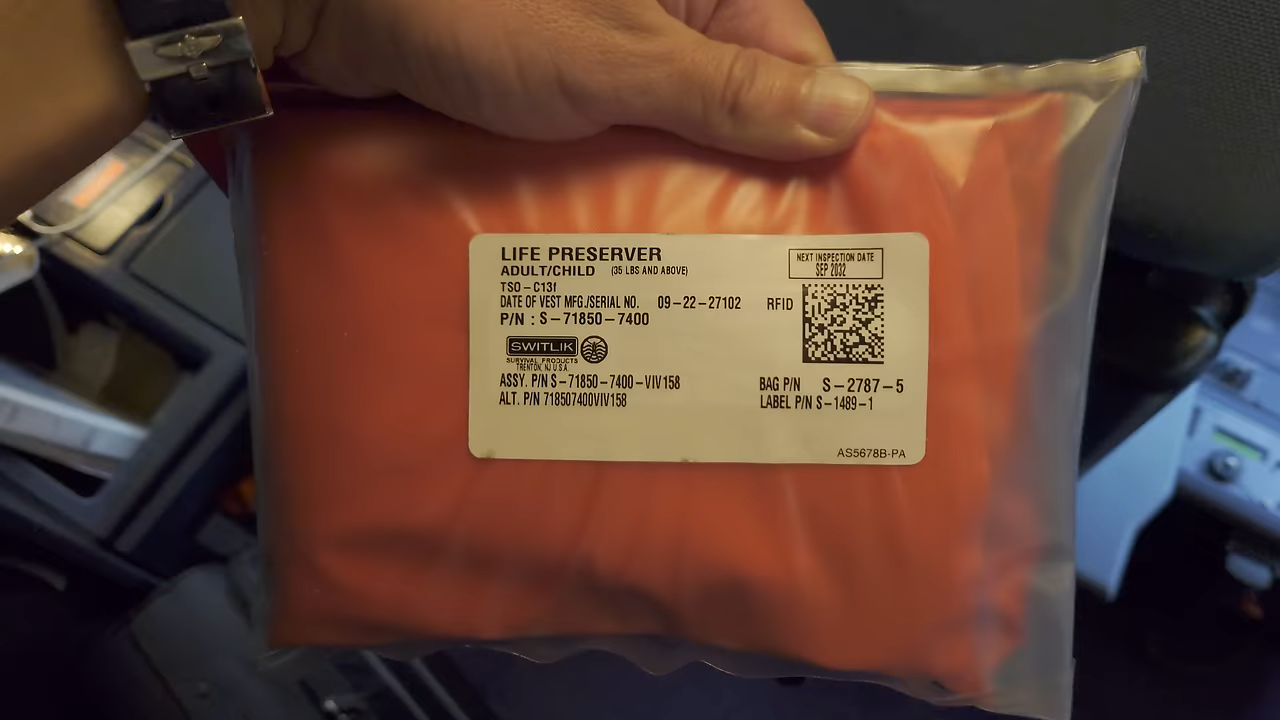 LIFE PRESERVER
ADULT/CHILD (35 LBS AND ABOVE)
TSO-C13f
DATE OF VEST MFG./SERIAL NO. 09-22-27102
P/N : S-71850-7400
NEXT INSPECTION DATE
SEP 2032
RFID
SWITLIK
SURVIVAL PRODUCTS
TRENTON, NJ U.S.A.
ASSY. P/N S-71850-7400-VIV158
ALT. P/N 718507400VIV158
BAG P/N S-2787-5
LABEL P/N S-1489-1
AS5678B-PA